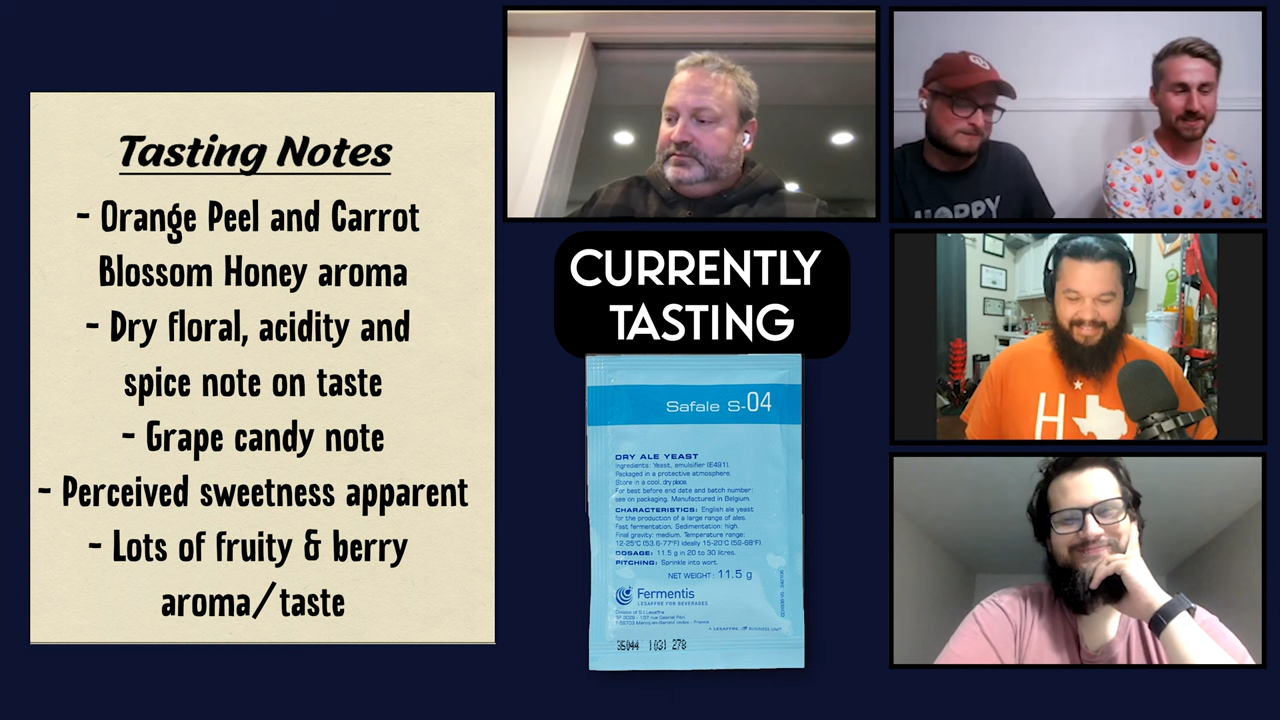 Tasting Notes
- Orange Peel and Carrot
Blossom Honey aroma
- Dry floral, acidity and
spice note on taste
- Grape candy note
- Perceived sweetness apparent
- Lots of fruity & berry
aroma/taste
CURRENTLY
TASTING
Safale S-04
DRY ALE YEAST
Ingredients: Yeast, emulsifier (E491).
Packaged in a protective atmosphere.
Store in a cool, dry place.
For best before end date and batch number:
see on packaging. Manufactured in Belgium.
CHARACTERISTICS: English ale yeast
for the production of a large range of ales.
Fast fermentation. Sedimentation: high.
Final gravity: medium. Temperature range:
12-25°C (53.6-77°F) ideally 15-20°C (59-68°F).
DOSAGE: 11.5 g in 20 to 30 litres.
PITCHING: Sprinkle into wort.
NET WEIGHT: 11.5 g
Fermentis
LESAFFRE FOR BEVERAGES
HOPPY
H